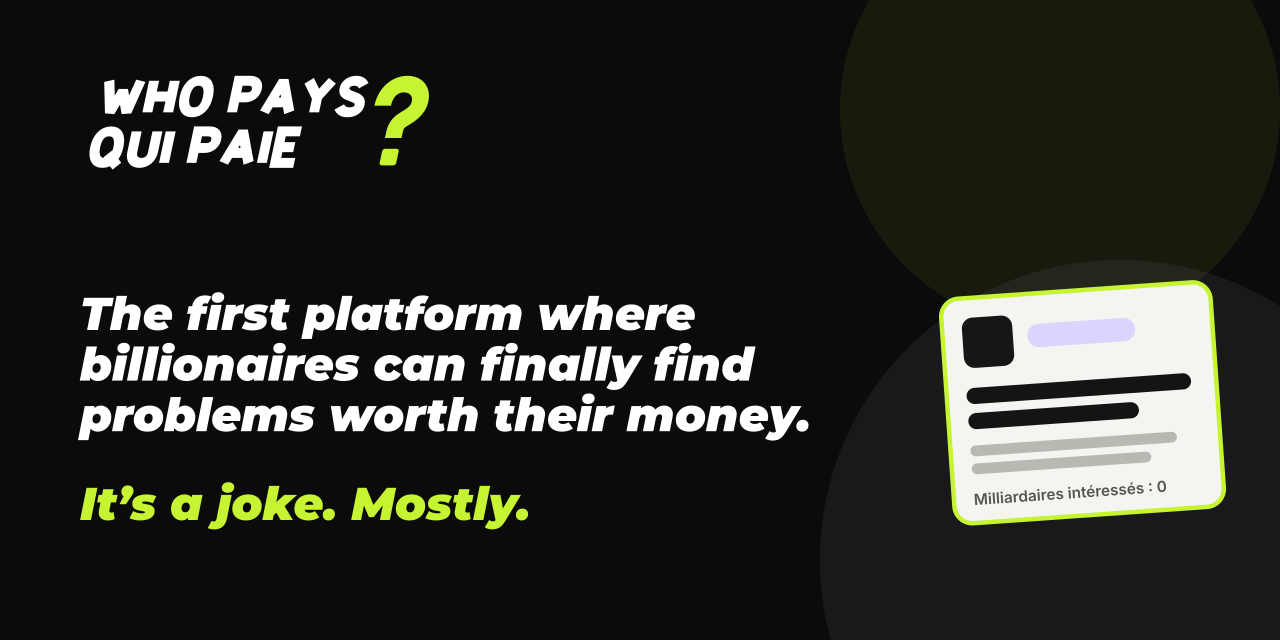 WHO PAYS
QUI PAIE ?
The first platform where
billionaires can finally find
problems worth their money.
It’s a joke. Mostly.
Milliardaires intéressés : 0